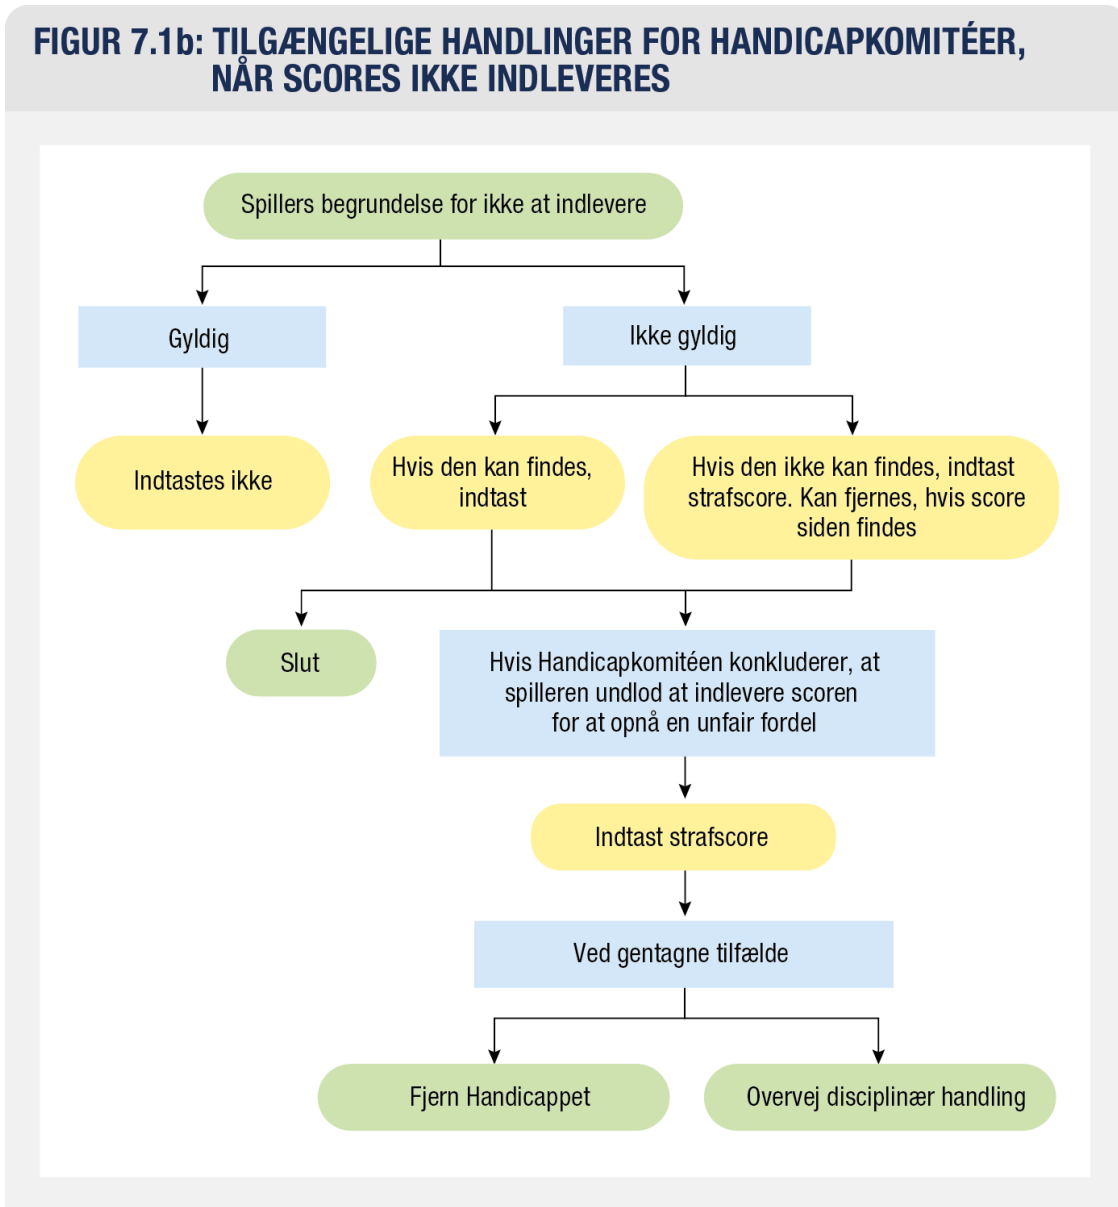 FIGUR 7.1b: TILGÆNGELIGE HANDLINGER FOR HANDICAPKOMITÉER,
NÅR SCORES IKKE INDLEVERES
Spillers begrundelse for ikke at indlevere
Gyldig
Ikke gyldig
Indtastes ikke
Hvis den kan findes,
indtast
Hvis den ikke kan findes, indtast
strafscore. Kan fjernes, hvis score
siden findes
Slut
Hvis Handicapkomitéen konkluderer, at
spilleren undlod at indlevere scoren
for at opnå en unfair fordel
Indtast strafscore
Ved gentagne tilfælde
Fjern Handicappet
Overvej disciplinær handling